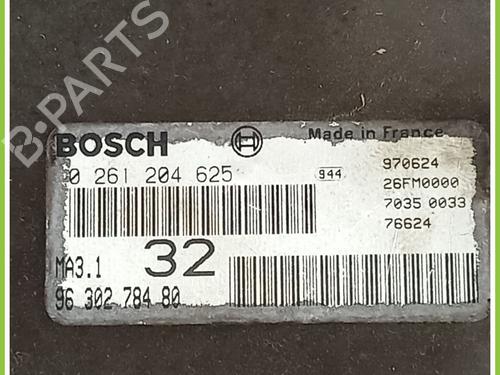 B-PARTS
BOSCH
Made in France
0 261 204 625
944
970624
26FM0000
7035 0033
76624
MA3.1
32
96 302 784 80